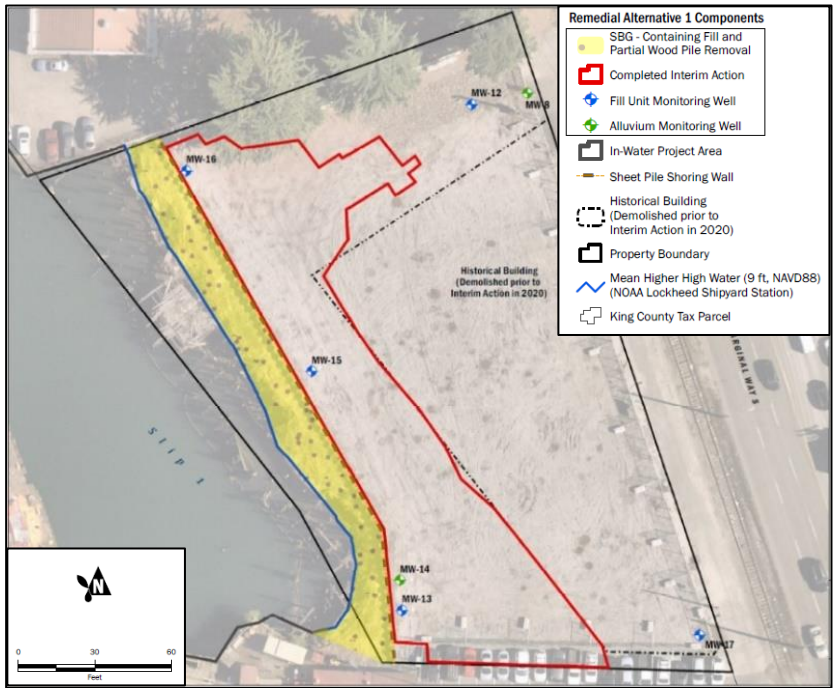 Remedial Alternative 1 Components
SBG - Containing Fill and
Partial Wood Pile Removal
Completed Interim Action
Fill Unit Monitoring Well
Alluvium Monitoring Well
In-Water Project Area
Sheet Pile Shoring Wall
Historical Building
(Demolished prior to
Interim Action in 2020)
Property Boundary
Mean Higher High Water (9 ft, NAVD88)
(NOAA Lockheed Shipyard Station)
King County Tax Parcel
MW-12
MW-8
MW-16
Historical Building
(Demolished prior to
Interim Action in 2020)
MW-15
ARGINAL WAY S
Slip 1
MW-14
MW-13
MW-17
N
0 30 60
Feet